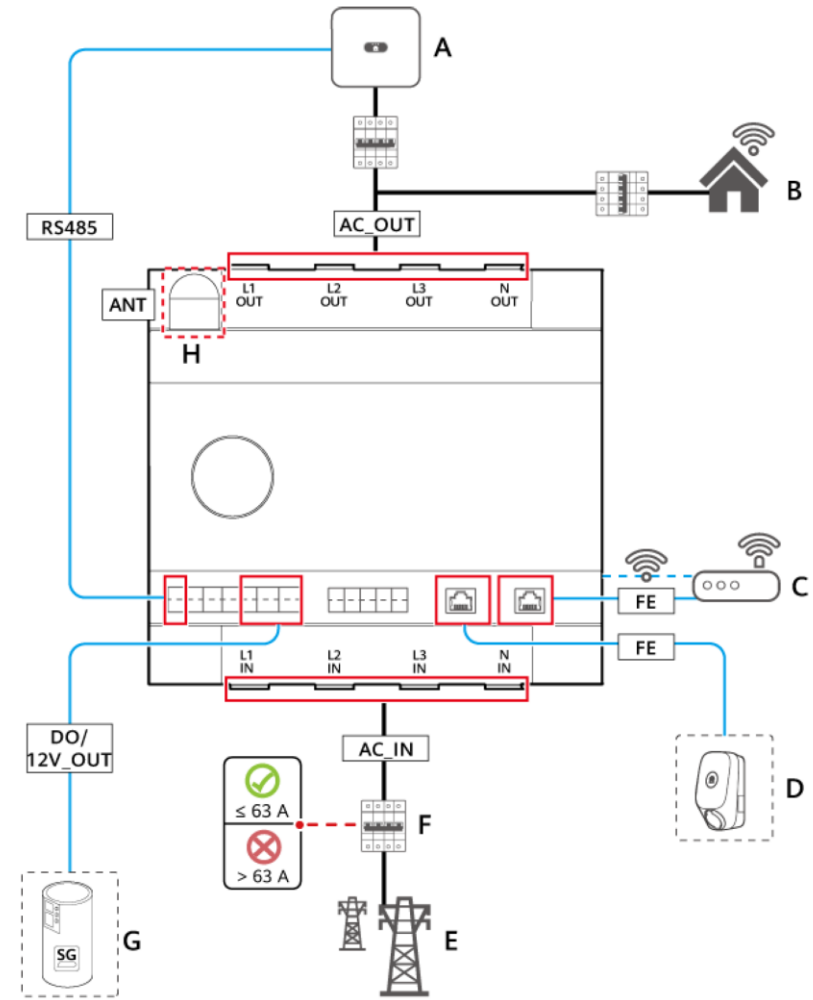 A
B
RS485
AC_OUT
ANT
L1
OUT
L2
OUT
L3
OUT
N
OUT
H
C
FE
FE
L1
IN
L2
IN
L3
IN
N
IN
DO/
12V_OUT
AC_IN
≤ 63 A
> 63 A
F
D
G
SG
E